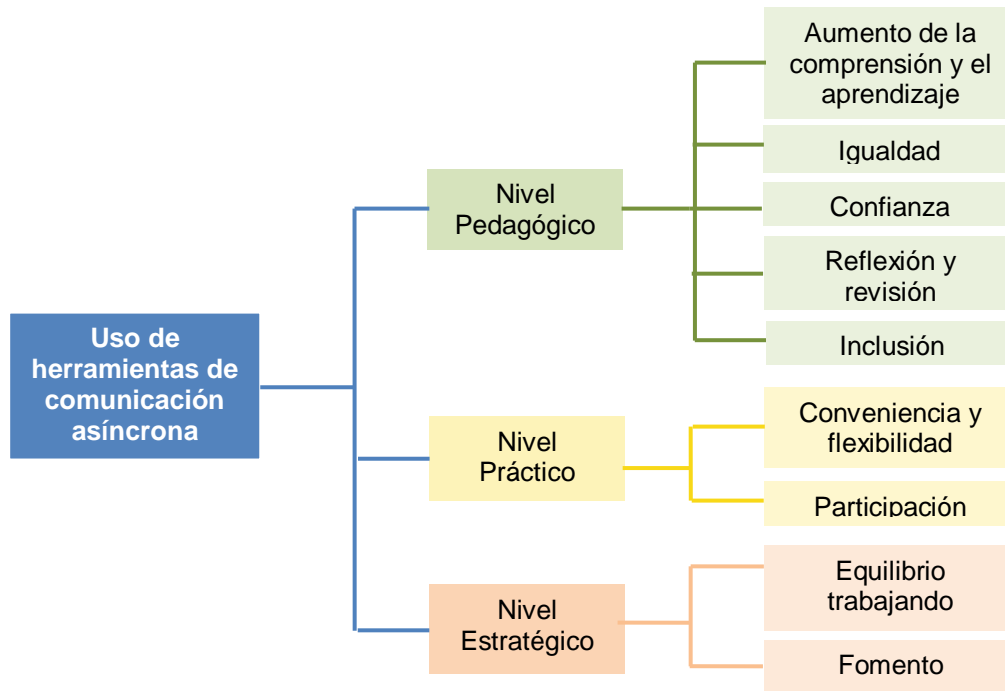 Uso de
herramientas de
comunicación
asíncrona
Nivel
Pedagógico
Aumento de la
comprensión y el
aprendizaje
Igualdad
Confianza
Reflexión y
revisión
Inclusión
Nivel
Práctico
Conveniencia y
flexibilidad
Participación
Nivel
Estratégico
Equilibrio
trabajando
Fomento